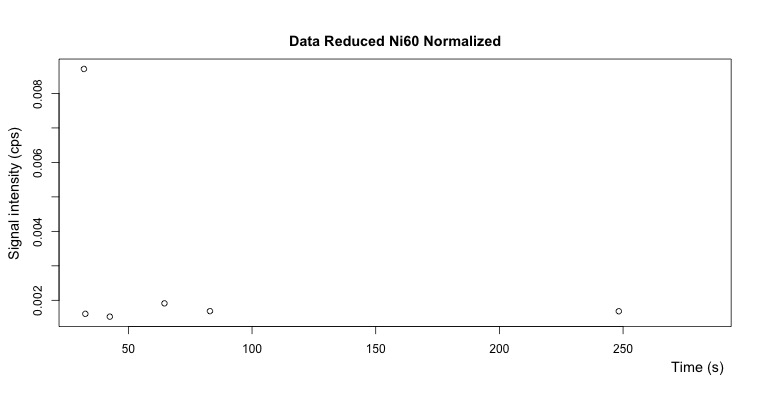 Data Reduced Ni60 Normalized
Signal intensity (cps)
0.008
0.006
0.004
0.002
50 100 150 200 250
Time (s)